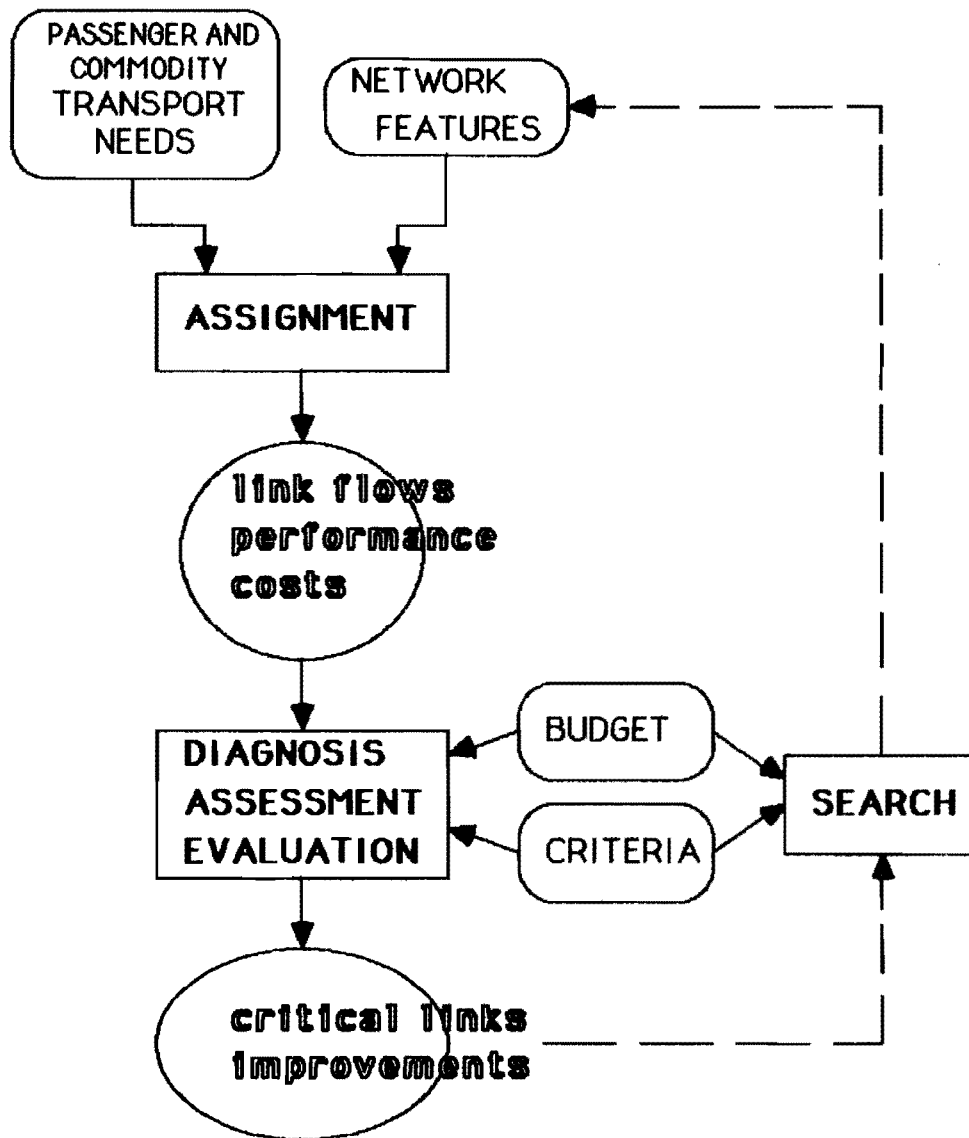 PASSENGER AND
COMMODITY
TRANSPORT
NEEDS
NETWORK
FEATURES
ASSIGNMENT
link flows
performance
costs
DIAGNOSIS
ASSESSMENT
EVALUATION
BUDGET
CRITERIA
SEARCH
critical links
improvements